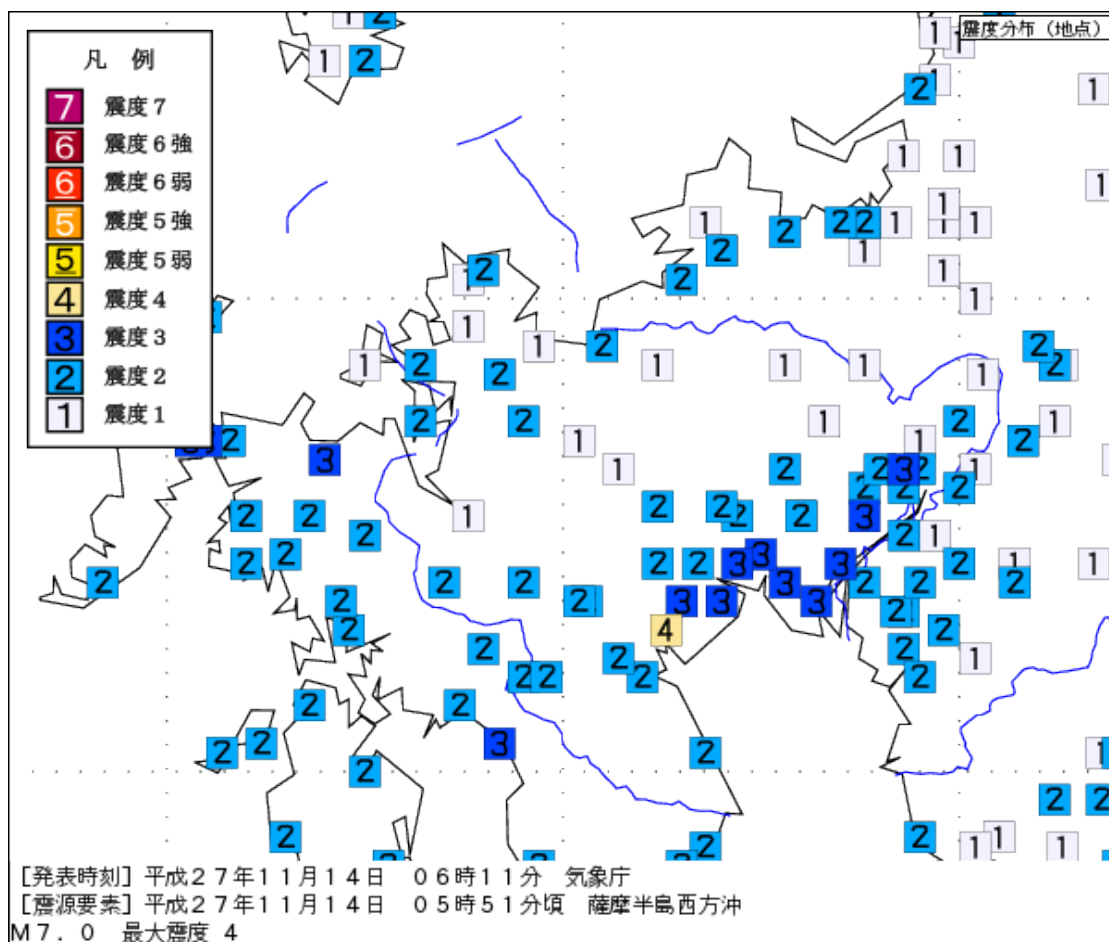 震度分布（地点）
凡 例
7 震度７
6 震度６強
6 震度６弱
5 震度５強
5 震度５弱
4 震度４
3 震度３
2 震度２
1 震度１
［発表時刻］平成２７年１１月１４日　０６時１１分　気象庁
［震源要素］平成２７年１１月１４日　０５時５１分頃　薩摩半島西方沖
Ｍ７．０　最大震度 ４